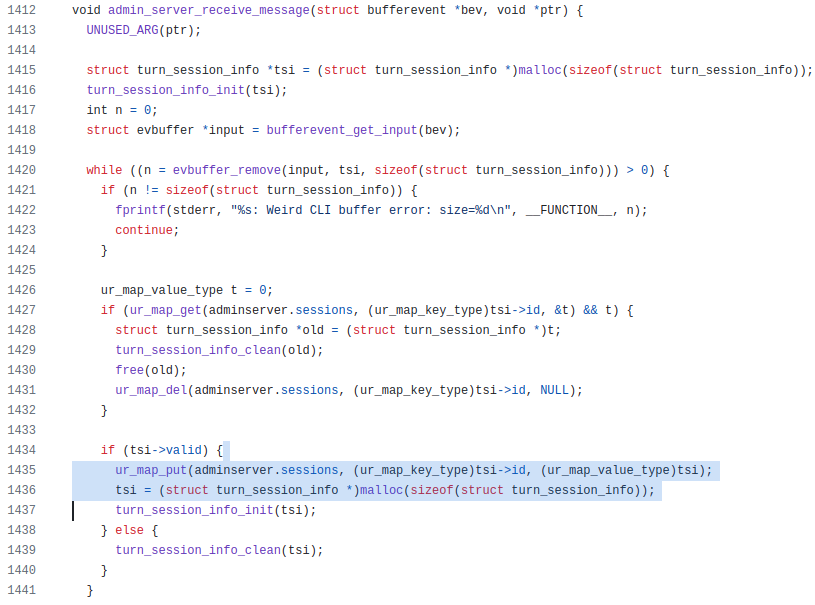 1412 void admin_server_receive_message(struct bufferevent *bev, void *ptr) {
1413   UNUSED_ARG(ptr);
1414
1415   struct turn_session_info *tsi = (struct turn_session_info *)malloc(sizeof(struct turn_session_info));
1416   turn_session_info_init(tsi);
1417   int n = 0;
1418   struct evbuffer *input = bufferevent_get_input(bev);
1419
1420   while ((n = evbuffer_remove(input, tsi, sizeof(struct turn_session_info))) > 0) {
1421     if (n != sizeof(struct turn_session_info)) {
1422       fprintf(stderr, "%s: Weird CLI buffer error: size=%d\n", __FUNCTION__, n);
1423       continue;
1424     }
1425
1426     ur_map_value_type t = 0;
1427     if (ur_map_get(adminserver.sessions, (ur_map_key_type)tsi->id, &t) && t) {
1428       struct turn_session_info *old = (struct turn_session_info *)t;
1429       turn_session_info_clean(old);
1430       free(old);
1431       ur_map_del(adminserver.sessions, (ur_map_key_type)tsi->id, NULL);
1432     }
1433
1434     if (tsi->valid) {
1435       ur_map_put(adminserver.sessions, (ur_map_key_type)tsi->id, (ur_map_value_type)tsi);
1436       tsi = (struct turn_session_info *)malloc(sizeof(struct turn_session_info));
1437       turn_session_info_init(tsi);
1438     } else {
1439       turn_session_info_clean(tsi);
1440     }
1441   }